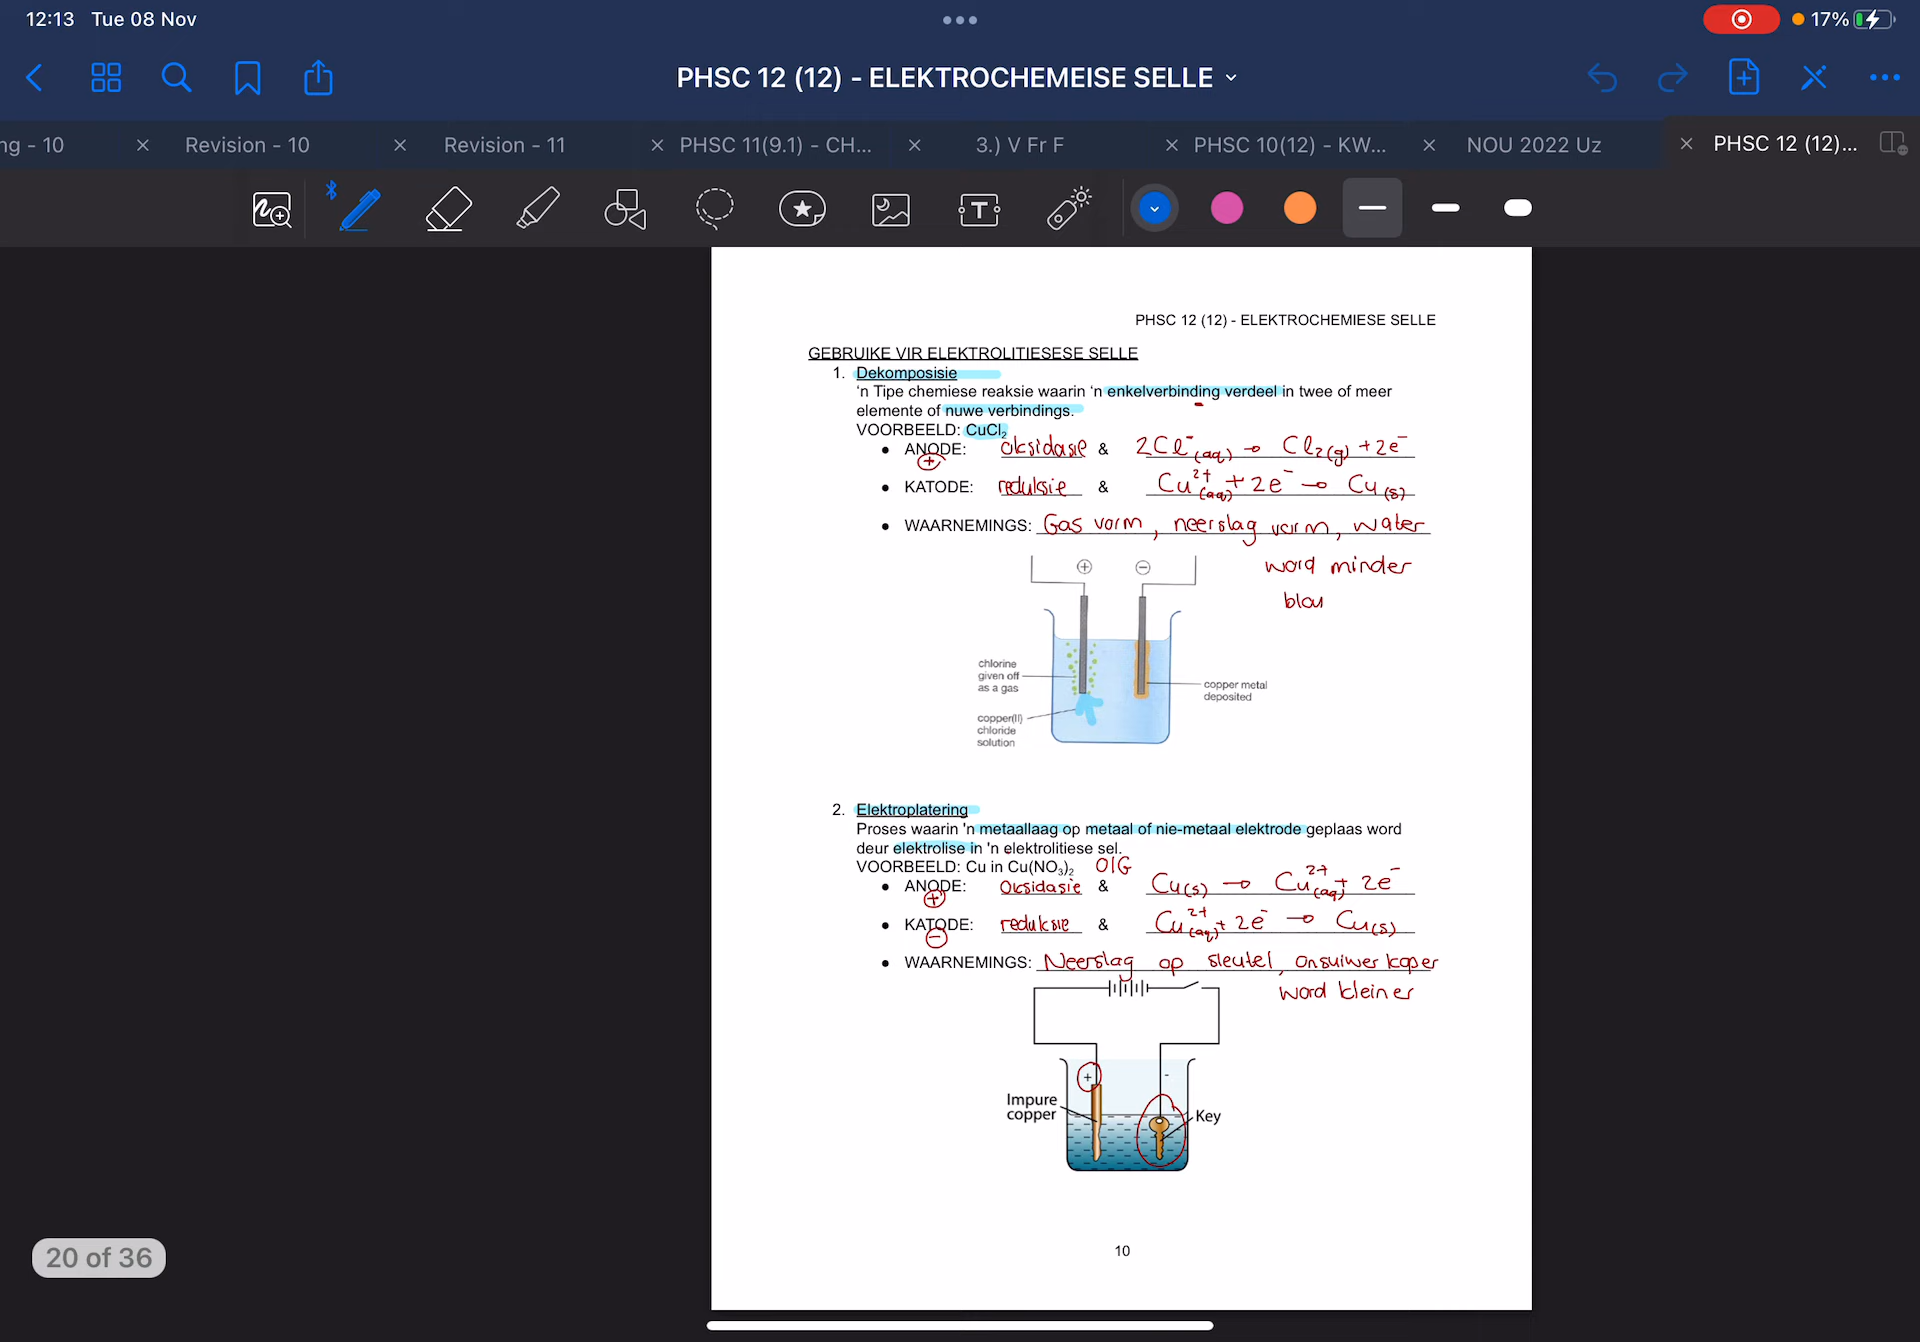 12:13 Tue 08 Nov
17%
PHSC 12 (12) - ELEKTROCHEMEISE SELLE
ng - 10
Revision - 10
Revision - 11
PHSC 11(9.1) - CH...
3.) V Fr F
PHSC 10(12) - KW...
NOU 2022 Uz
PHSC 12 (12)...
PHSC 12 (12) - ELEKTROCHEMIESE SELLE
GEBRUIKE VIR ELEKTROLITIESESE SELLE
1. Dekomposisie
'n Tipe chemiese reaksie waarin 'n enkelverbinding verdeel in twee of meer
elemente of nuwe verbindings.
VOORBEELD: CuCl₂
• ANODE: oksidasie & 2Cl⁻(aq) → Cl₂(g) + 2e⁻
+
• KATODE: reduksie & Cu²⁺(aq) + 2e⁻ → Cu(s)
• WAARNEMINGS: Gas vorm, neerslag vorm, water
word minder
blou
+ −
chlorine
given off
as a gas
copper metal
deposited
copper(II)
chloride
solution
2. Elektroplatering
Proses waarin 'n metaallaag op metaal of nie-metaal elektrode geplaas word
deur elektrolise in 'n elektrolitiese sel.
VOORBEELD: Cu in Cu(NO₃)₂ OIG
• ANODE: Oksidasie & Cu(s) → Cu²⁺(aq) + 2e⁻
+
• KATODE: reduksie & Cu²⁺(aq) + 2e⁻ → Cu(s)
−
• WAARNEMINGS: Neerslag op sleutel, onsuiwer koper
word kleiner
+ -
Impure
copper
Key
20 of 36
10